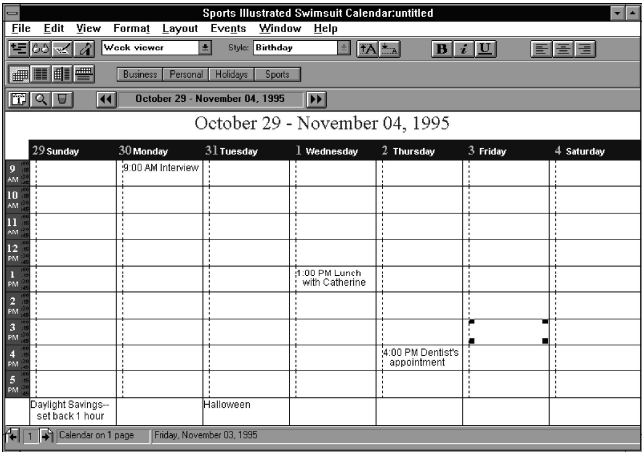 Sports Illustrated Swimsuit Calendar:untitled
File Edit View Format Layout Events Window Help
Week viewer Style: Birthday A A B i U
Business Personal Holidays Sports
October 29 - November 04, 1995
October 29 - November 04, 1995
29 Sunday 30 Monday 31 Tuesday 1 Wednesday 2 Thursday 3 Friday 4 Saturday
9 AM 9:00 AM Interview
10 AM
11 AM
12 PM
1 PM 1:00 PM Lunch
with Catherine
2 PM
3 PM
4 PM 4:00 PM Dentist's
appointment
5 PM
Daylight Savings-- Halloween
set back 1 hour
1 Calendar on 1 page Friday, November 03, 1995